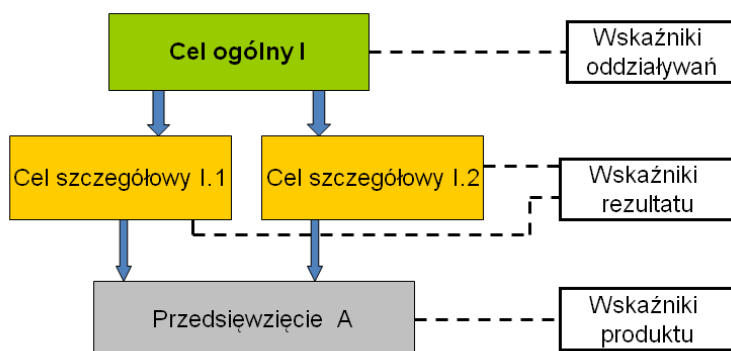 Cel ogólny I
Wskaźniki
oddziaływań
Cel szczegółowy I.1
Cel szczegółowy I.2
Wskaźniki
rezultatu
Przedsięwzięcie A
Wskaźniki
produktu